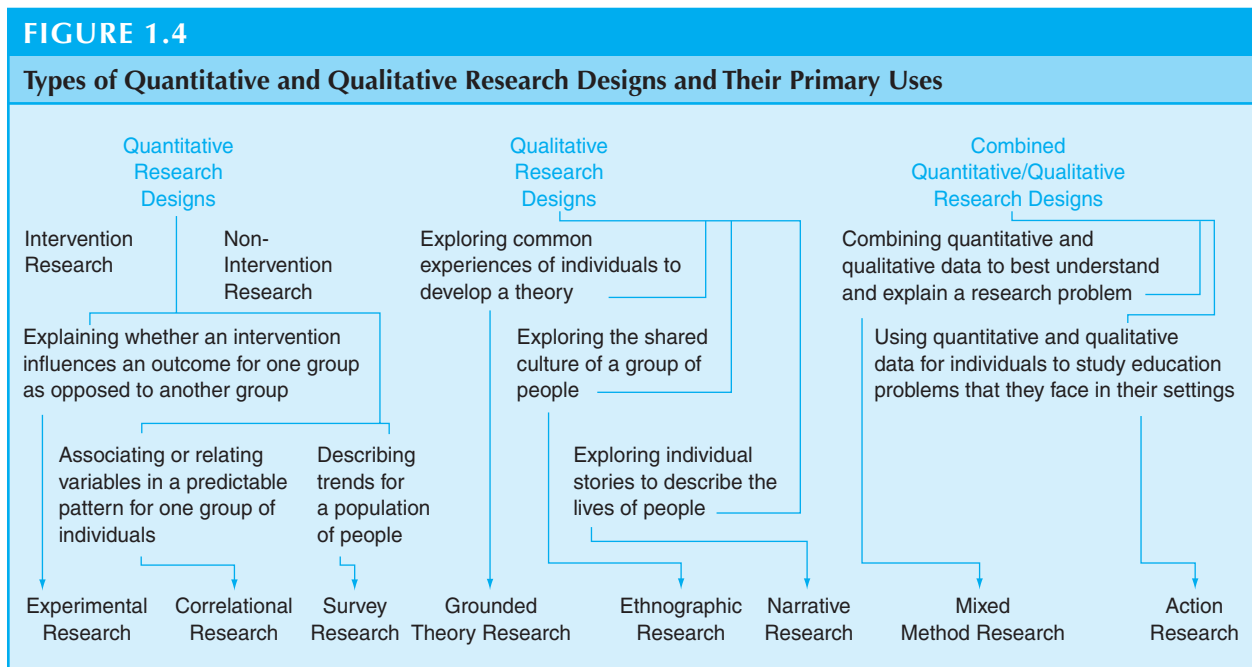 FIGURE 1.4
Types of Quantitative and Qualitative Research Designs and Their Primary Uses
Quantitative
Research
Designs
Intervention
Research
Non-
Intervention
Research
Explaining whether an intervention
influences an outcome for one group
as opposed to another group
Associating or relating
variables in a predictable
pattern for one group of
individuals
Describing
trends for
a population
of people
Experimental
Research
Correlational
Research
Survey
Research
Qualitative
Research
Designs
Exploring common
experiences of individuals to
develop a theory
Exploring the shared
culture of a group of
people
Exploring individual
stories to describe the
lives of people
Grounded
Theory Research
Ethnographic
Research
Narrative
Research
Combined
Quantitative/Qualitative
Research Designs
Combining quantitative and
qualitative data to best understand
and explain a research problem
Using quantitative and qualitative
data for individuals to study education
problems that they face in their settings
Mixed
Method Research
Action
Research